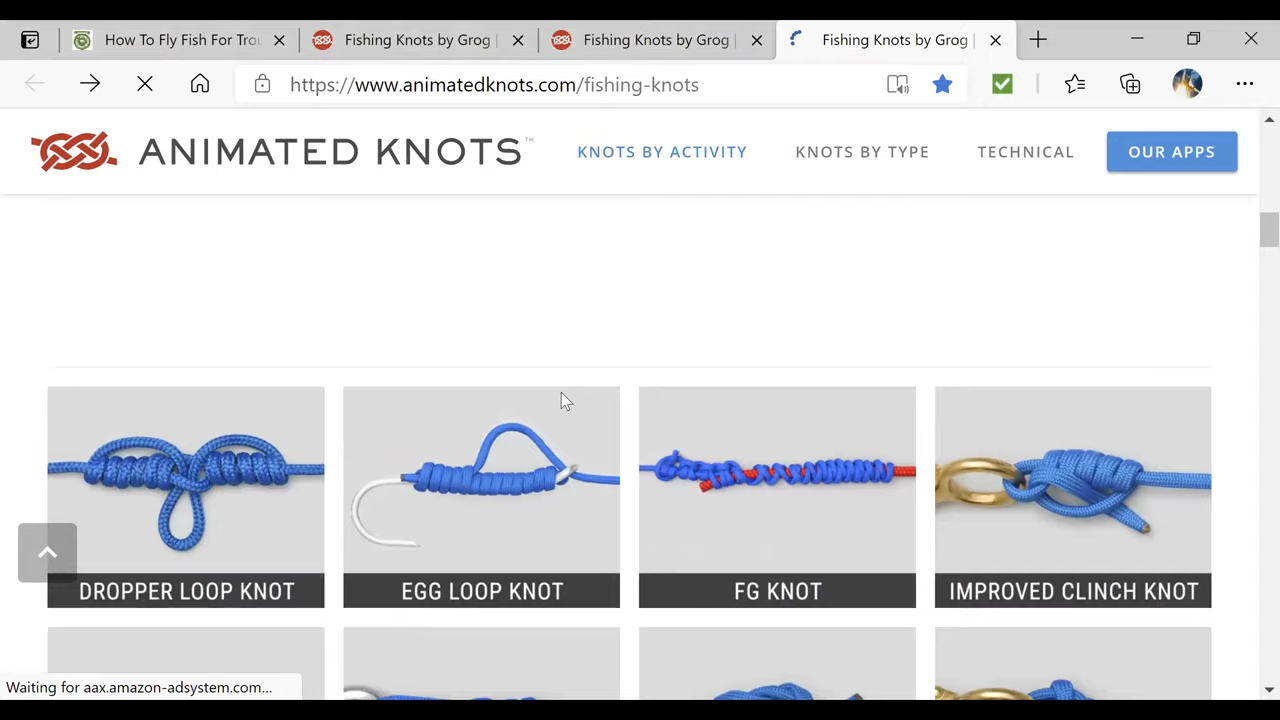 How To Fly Fish For Trou
Fishing Knots by Grog |
Fishing Knots by Grog |
Fishing Knots by Grog |
https://www.animatedknots.com/fishing-knots
ANIMATED KNOTS™
KNOTS BY ACTIVITY
KNOTS BY TYPE
TECHNICAL
OUR APPS
DROPPER LOOP KNOT
EGG LOOP KNOT
FG KNOT
IMPROVED CLINCH KNOT
Waiting for aax.amazon-adsystem.com...